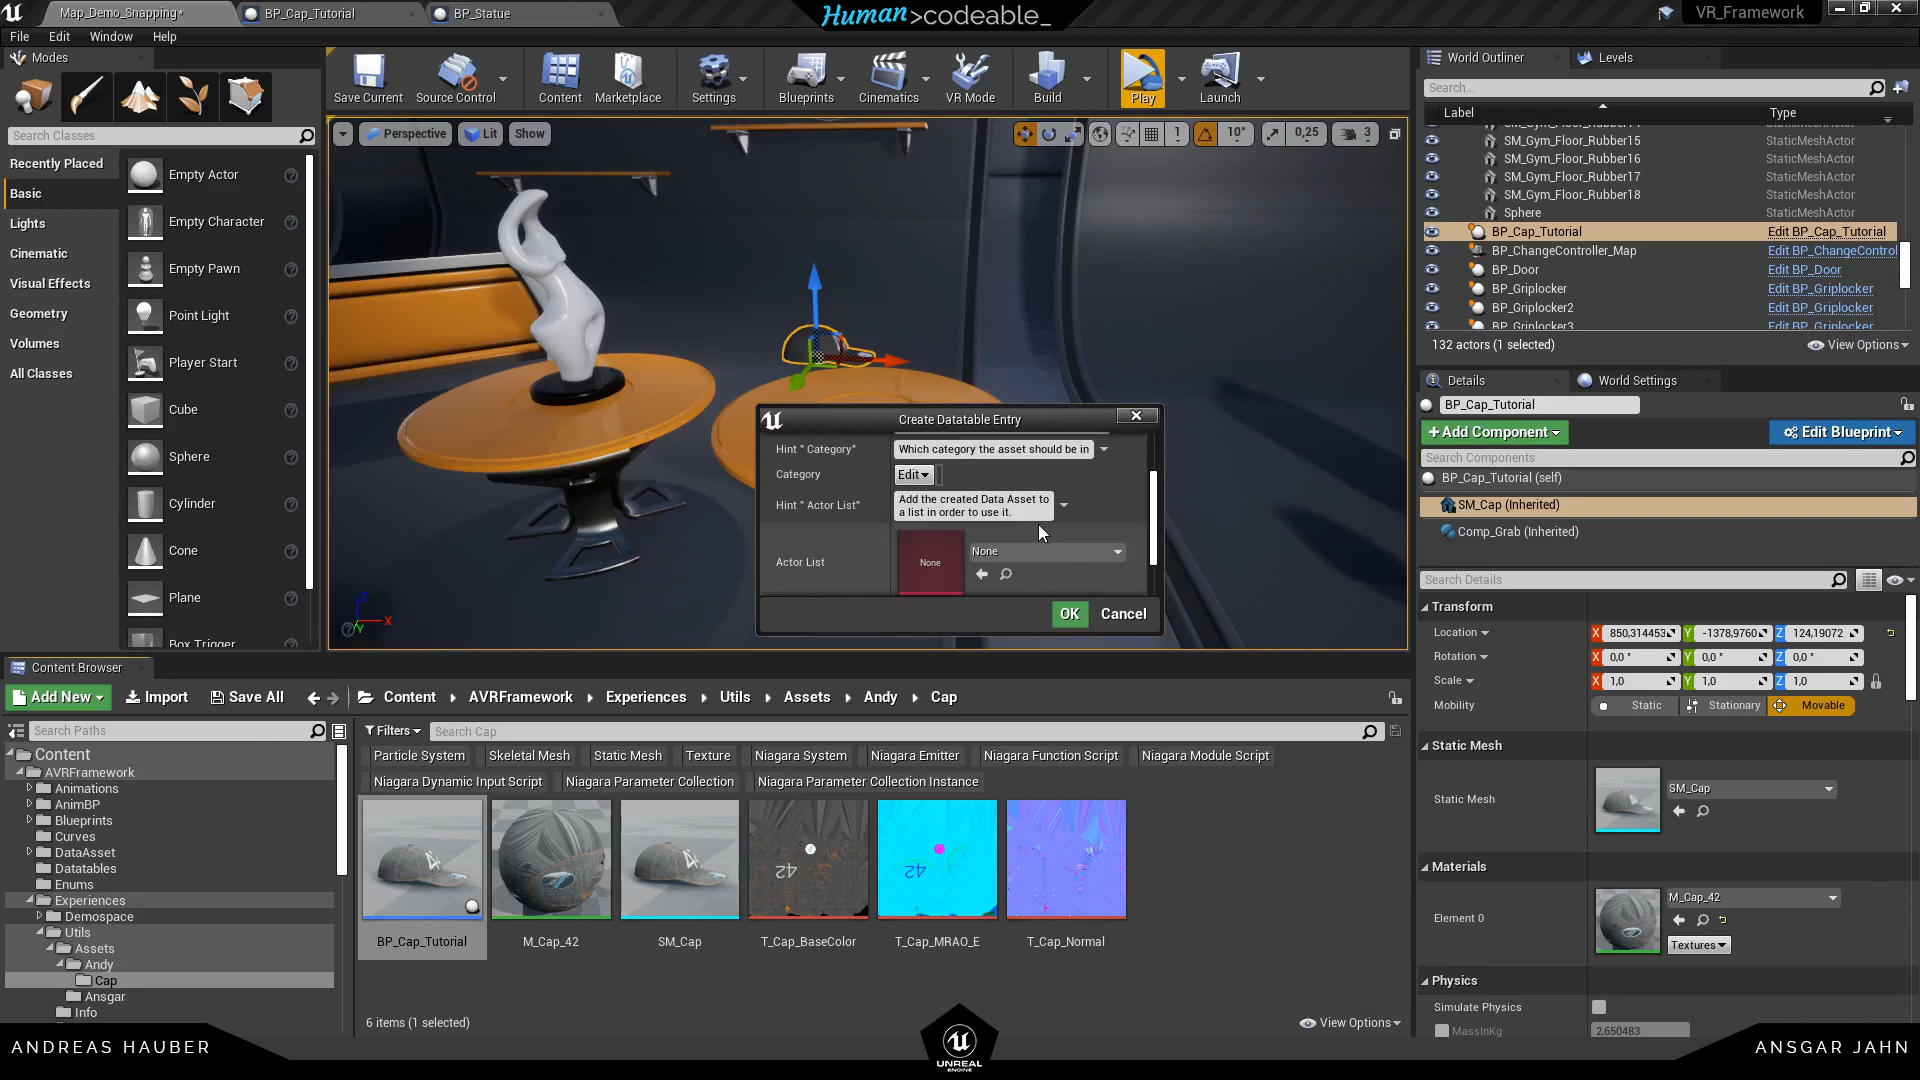 Map_Demo_Snapping*
BP_Cap_Tutorial
BP_Statue
Human>codeable_
VR_Framework
File
Edit
Window
Help
Modes
Save Current
Source Control
Content
Marketplace
Settings
Blueprints
Cinematics
VR Mode
Build
Play
Launch
World Outliner
Levels
Search...
Label
Type
Search Classes
Perspective
Lit
Show
1
10°
0,25
3
Recently Placed
Basic
Lights
Cinematic
Visual Effects
Geometry
Volumes
All Classes
Empty Actor
Empty Character
Empty Pawn
Point Light
Player Start
Cube
Sphere
Cylinder
Cone
Plane
Box Trigger
SM_Gym_Floor_Rubber14 StaticMeshActor
SM_Gym_Floor_Rubber15 StaticMeshActor
SM_Gym_Floor_Rubber16 StaticMeshActor
SM_Gym_Floor_Rubber17 StaticMeshActor
SM_Gym_Floor_Rubber18 StaticMeshActor
Sphere StaticMeshActor
BP_Cap_Tutorial Edit BP_Cap_Tutorial
BP_ChangeController_Map Edit BP_ChangeControl
BP_Door Edit BP_Door
BP_Griplocker Edit BP_Griplocker
BP_Griplocker2 Edit BP_Griplocker
BP_Griplocker3 Edit BP_Griplocker
132 actors (1 selected)
View Options
Details
World Settings
BP_Cap_Tutorial
+Add Component
Edit Blueprint
Search Components
BP_Cap_Tutorial (self)
SM_Cap (Inherited)
Comp_Grab (Inherited)
Search Details
Transform
Location X 850,314453 Y -1378,9760 Z 124,19072
Rotation X 0,0 ° Y 0,0 ° Z 0,0 °
Scale X 1,0 Y 1,0 Z 1,0
Mobility Static Stationary Movable
Static Mesh
Static Mesh SM_Cap
Materials
Element 0 M_Cap_42
Textures
Physics
Simulate Physics
MassInKg 2,650483
Create Datatable Entry
Hint " Category" Which category the asset should be in
Category Edit
Hint " Actor List" Add the created Data Asset to
a list in order to use it.
Actor List None None
OK
Cancel
Z
X
Y
Content Browser
Add New
Import
Save All
Content
AVRFramework
Experiences
Utils
Assets
Andy
Cap
Search Paths
Filters
Search Cap
Particle System
Skeletal Mesh
Static Mesh
Texture
Niagara System
Niagara Emitter
Niagara Function Script
Niagara Module Script
Niagara Dynamic Input Script
Niagara Parameter Collection
Niagara Parameter Collection Instance
Content
AVRFramework
Animations
AnimBP
Blueprints
Curves
DataAsset
Datatables
Enums
Experiences
Demospace
Utils
Assets
Andy
Cap
Ansgar
Info
BP_Cap_Tutorial
M_Cap_42
SM_Cap
T_Cap_BaseColor
T_Cap_MRAO_E
T_Cap_Normal
6 items (1 selected)
View Options
ANDREAS HAUBER
UNREAL
ENGINE
ANSGAR JAHN